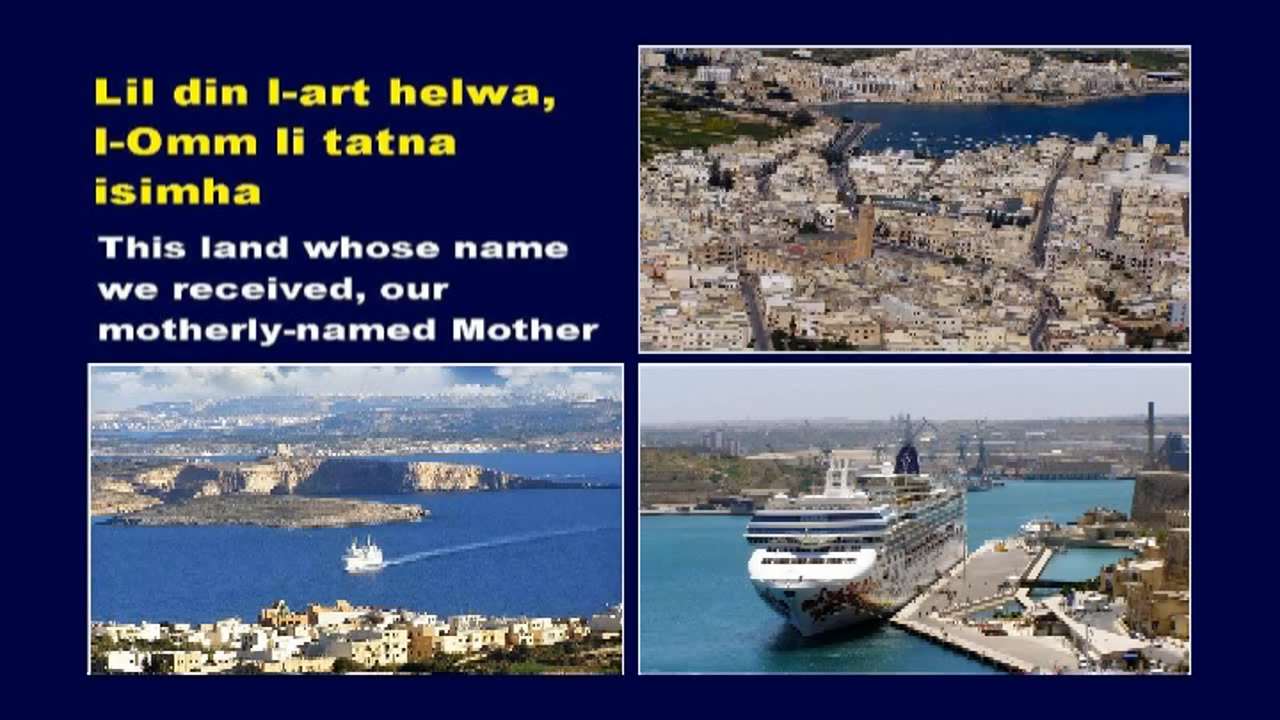 Lil din l-art helwa,
l-Omm li tatna
isimha
This land whose name
we received, our
motherly-named Mother